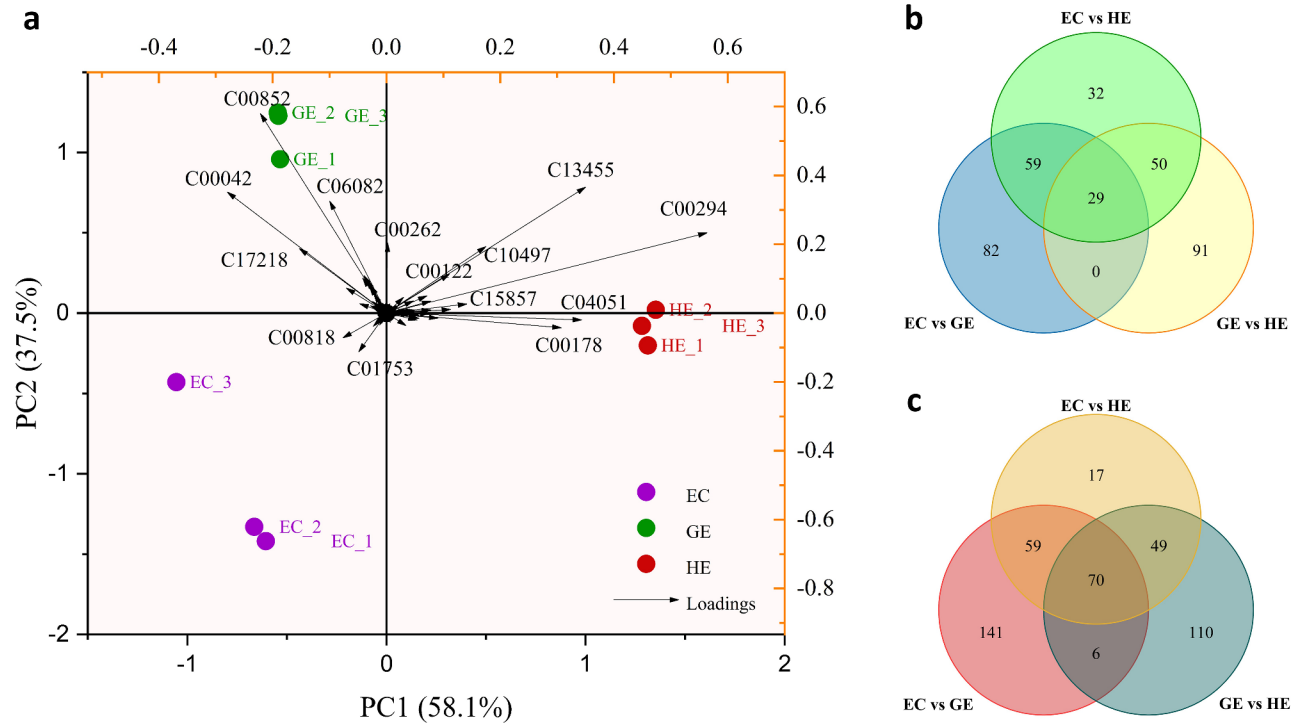 a
-0.4 -0.2 0.0 0.2 0.4 0.6
C00852
GE_2 GE_3
GE_1
C00042
C06082
C13455
C00262
C00294
C17218
C10497
C00122
C15857
C04051
HE_2
HE_3
HE_1
C00818
C00178
C01753
EC_3
EC_2
EC_1
EC
GE
HE
Loadings
1
0
-1
-2
PC2 (37.5%)
0.6
0.4
0.2
0.0
-0.2
-0.4
-0.6
-0.8
-1 0 1 2
PC1 (58.1%)
b
EC vs HE
32
59
50
29
82
0
91
EC vs GE
GE vs HE
c
EC vs HE
17
59
49
70
141
6
110
EC vs GE
GE vs HE